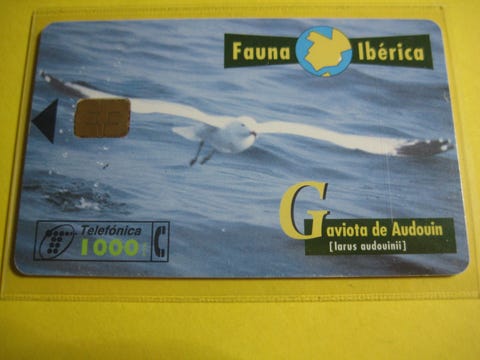 Fauna Ibérica
Gaviota de Audouin
[larus audouinii]
Telefónica
1000